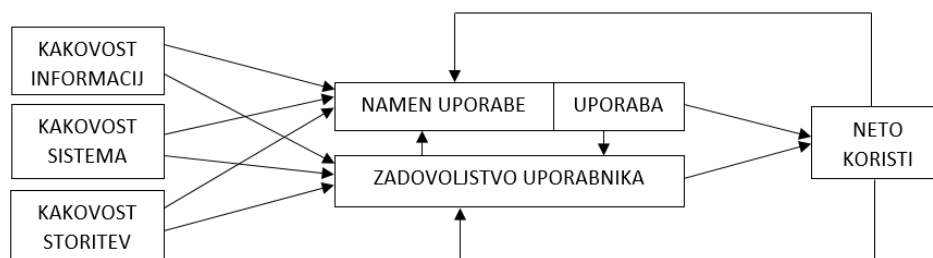 KAKOVOST
INFORMACIJ
KAKOVOST
SISTEMA
KAKOVOST
STORITEV
NAMEN UPORABE
UPORABA
ZADOVOLJSTVO UPORABNIKA
NETO
KORISTI